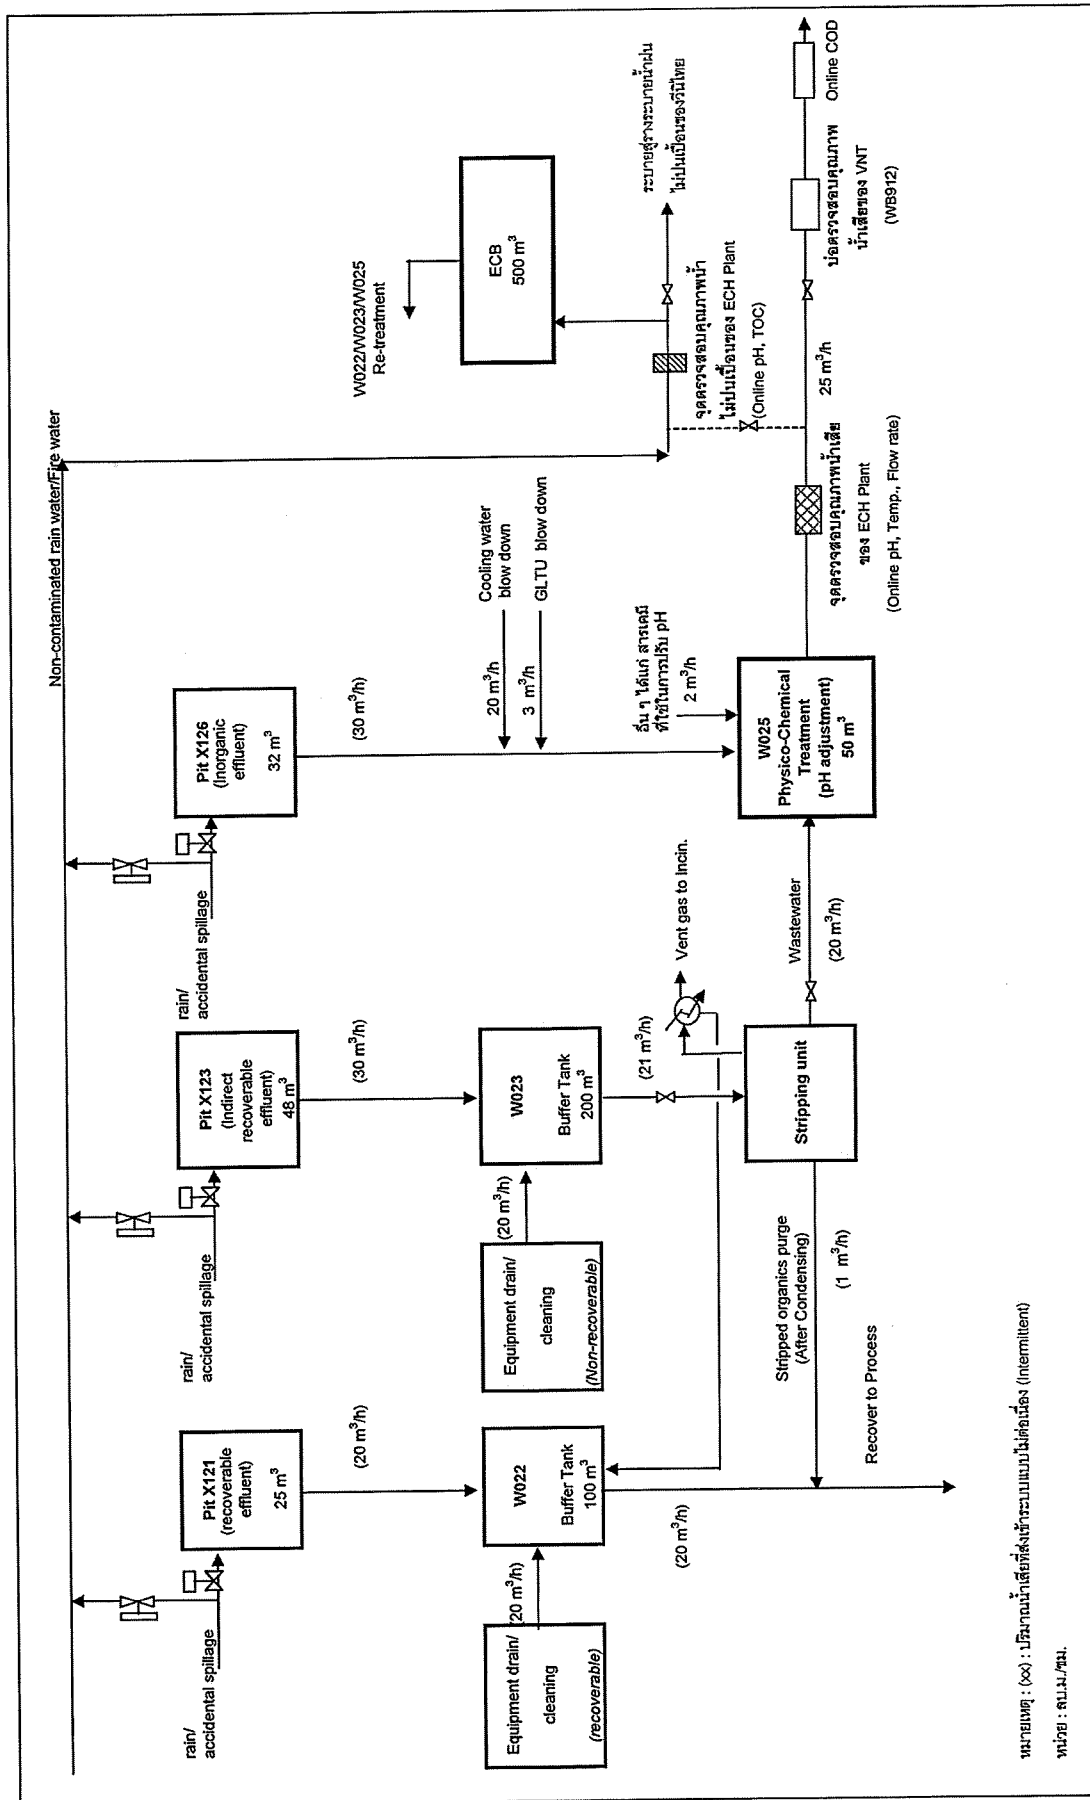 Non-contaminated rain water/Fire water
rain/
accidental spillage
Pit X121
(recoverable
effluent)
25 m³
(20 m³/h)
Equipment drain/
cleaning
(recoverable)
(20 m³/h)
W022
Buffer Tank
100 m³
(20 m³/h)
Recover to Process
rain/
accidental spillage
Pit X123
(Indirect
recoverable
effluent)
48 m³
(30 m³/h)
Equipment drain/
cleaning
(Non-recoverable)
(20 m³/h)
W023
Buffer Tank
200 m³
(21 m³/h)
Vent gas to Incin.
Stripping unit
Stripped organics purge
(After Condensing)
(1 m³/h)
Wastewater
(20 m³/h)
rain/
accidental spillage
Pit X126
(Inorganic
effluent)
32 m³
(30 m³/h)
Cooling water
blow down
20 m³/h
GLTU blow down
3 m³/h
อื่น ๆ ได้แก่ สารเคมี
ที่ใช้ในการปรับ pH
2 m³/h
W025
Physico-Chemical
Treatment
(pH adjustment)
50 m³
จุดตรวจสอบคุณภาพน้ำเสีย
ของ ECH Plant
(Online pH, Temp., Flow rate)
W022/W023/W025
Re-treatment
ECB
500 m³
จุดตรวจสอบคุณภาพน้ำ
ไม่ปนเปื้อนของ ECH Plant
(Online pH, TOC)
ระบายสู่รางระบายน้ำฝน
ไม่ปนเปื้อนของวีนิไทย
25 m³/h
บ่อตรวจสอบคุณภาพ
น้ำเสียของ VNT
(WB912)
Online COD
หมายเหตุ : (xx) : ปริมาณน้ำเสียที่ส่งเข้าระบบแบบไม่ต่อเนื่อง (Intermittent)
หน่วย : ลบ.ม./ชม.